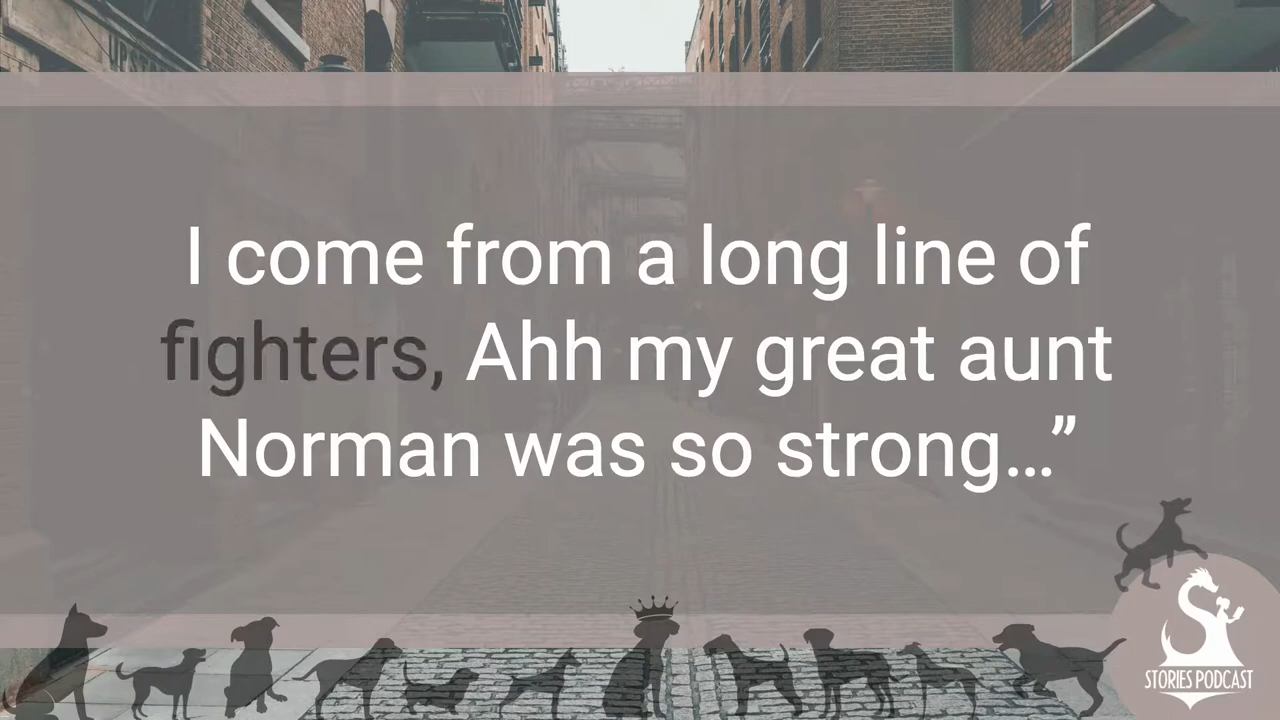 I come from a long line of
fighters, Ahh my great aunt
Norman was so strong…”
STORIES PODCAST